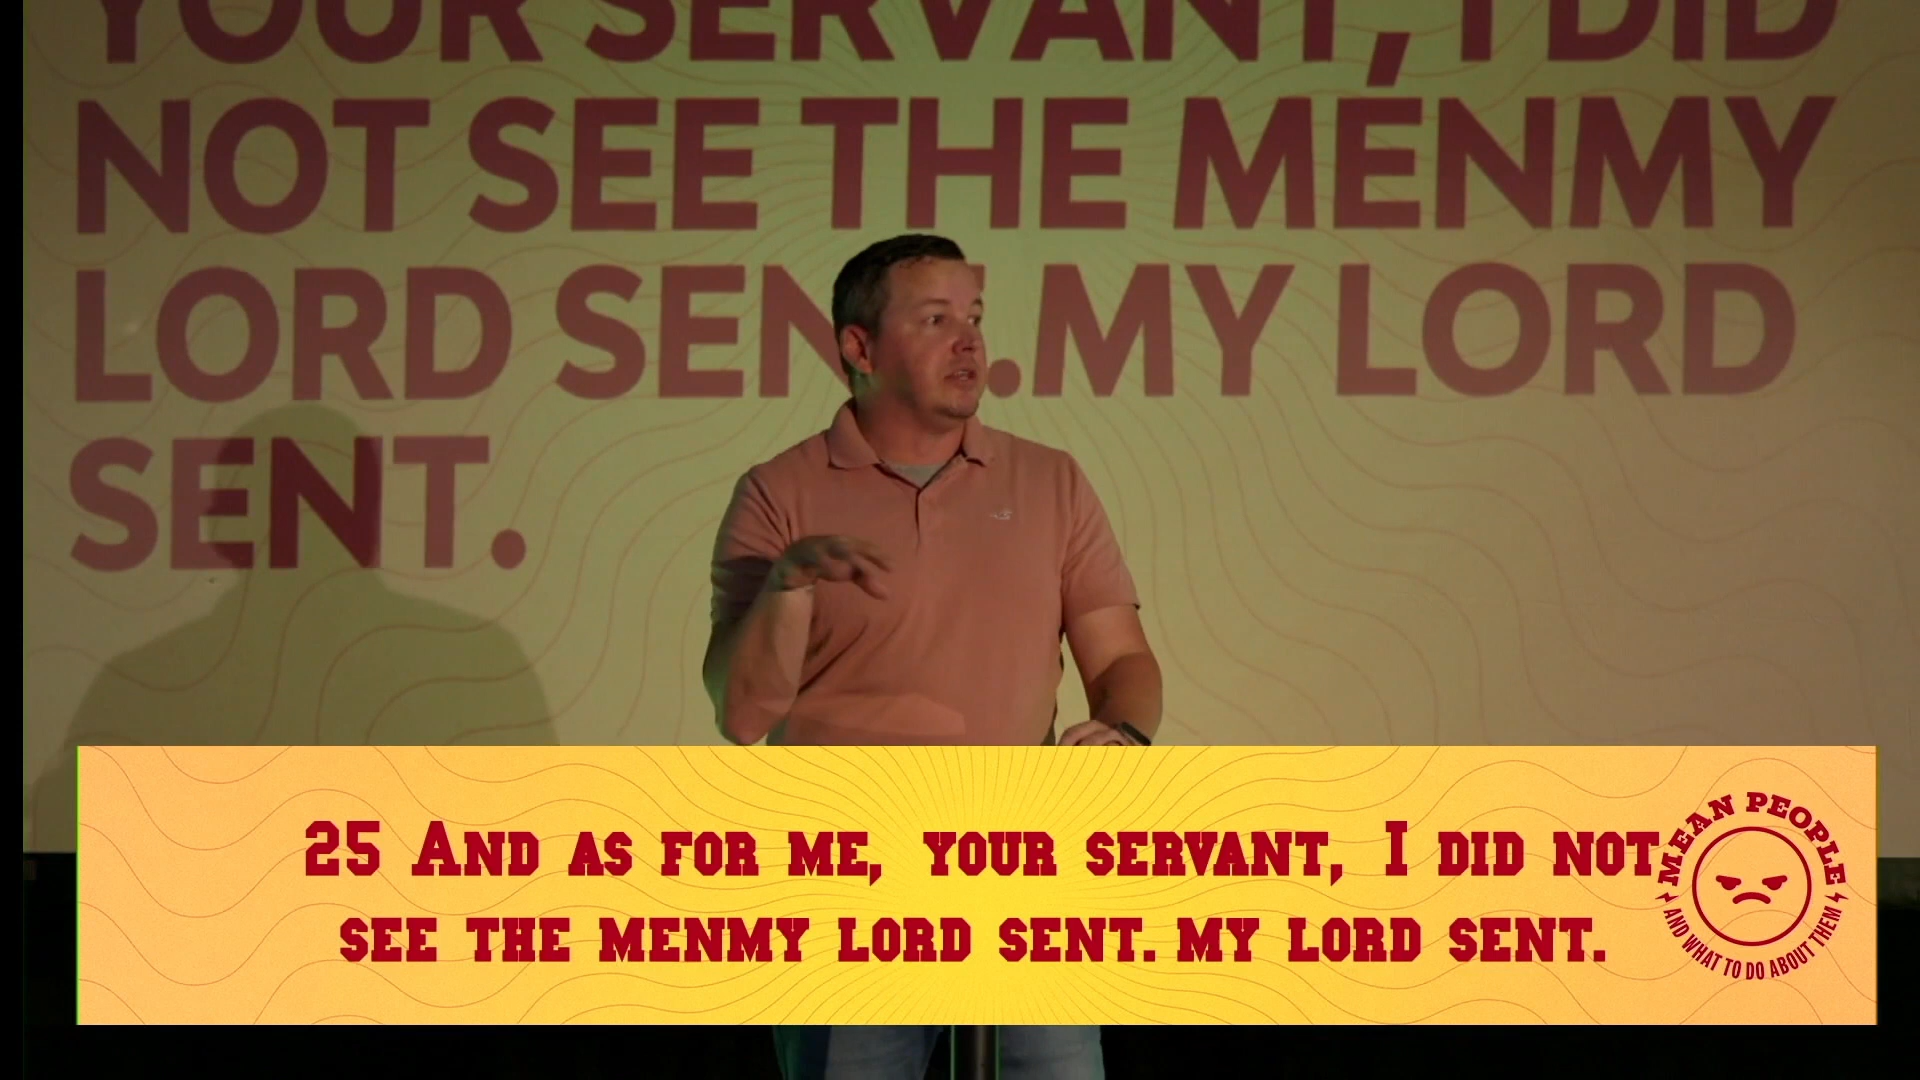 YOUR SERVANT, I DID
NOT SEE THE MENMY
LORD SENT.MY LORD
SENT.
25 And as for me, your servant, I did not
see the menmy lord sent. my lord sent.
MEAN PEOPLE
AND WHAT TO DO ABOUT THEM